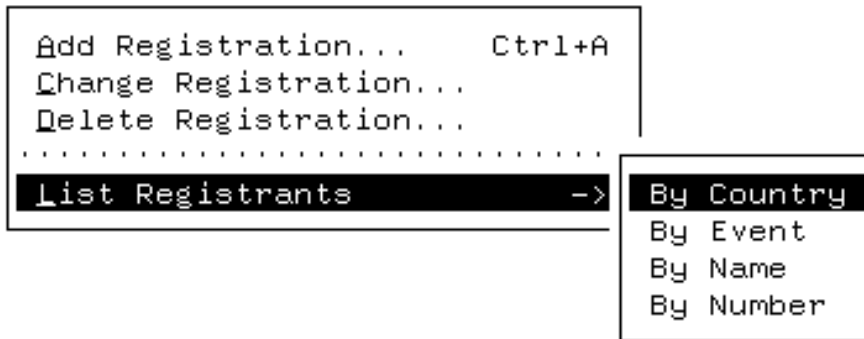 Add Registration... Ctrl+A
Change Registration...
Delete Registration...
List Registrants ->
By Country
By Event
By Name
By Number